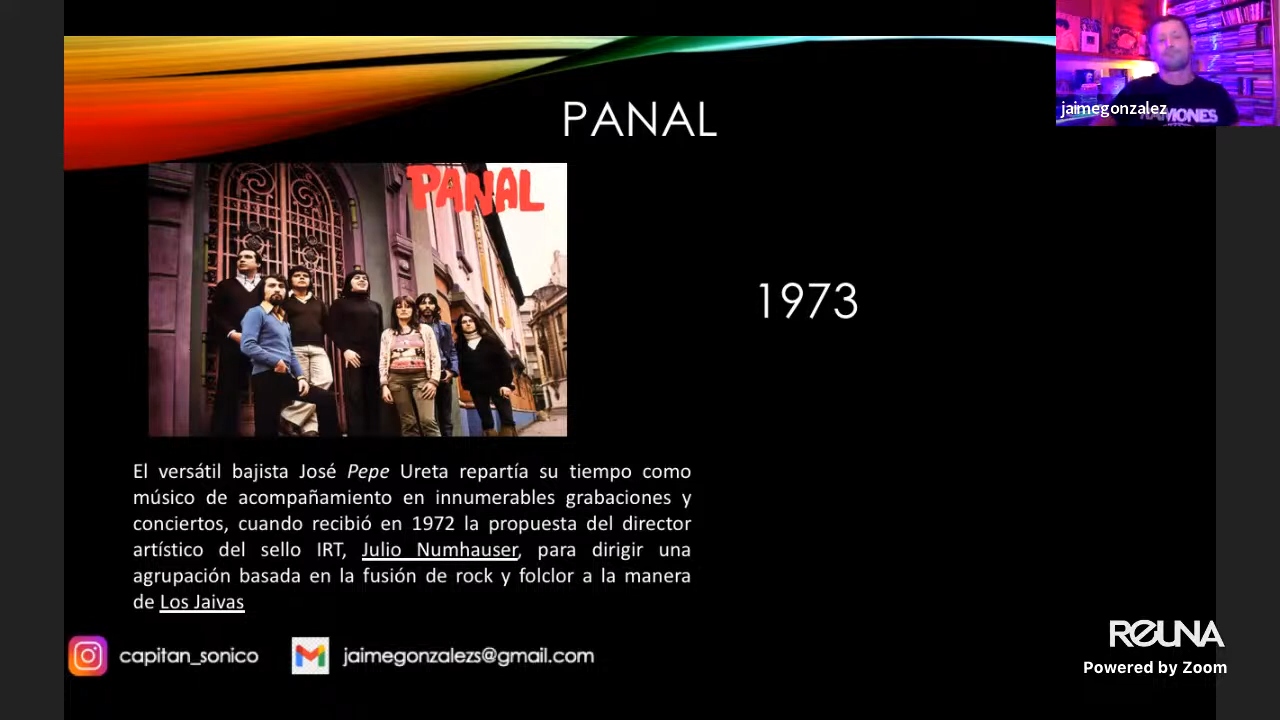 PANAL
jaimegonzalez
RAMONES
PANAL
1973
El versátil bajista José Pepe Ureta repartía su tiempo como
músico de acompañamiento en innumerables grabaciones y
conciertos, cuando recibió en 1972 la propuesta del director
artístico del sello IRT, Julio Numhauser, para dirigir una
agrupación basada en la fusión de rock y folclor a la manera
de Los Jaivas
capitan_sonico
jaimegonzalezs@gmail.com
REUNA
Powered by Zoom